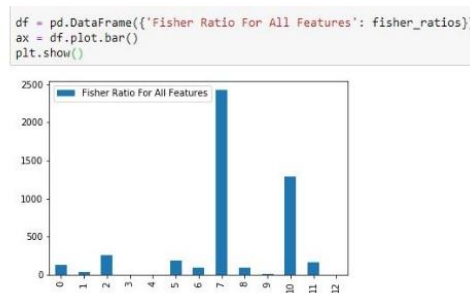 df = pd.DataFrame({'Fisher Ratio For All Features': fisher_ratios})
ax = df.plot.bar()
plt.show()
Fisher Ratio For All Features
2500
2000
1500
1000
500
0
0 1 2 3 4 5 6 7 8 9 10 11 12